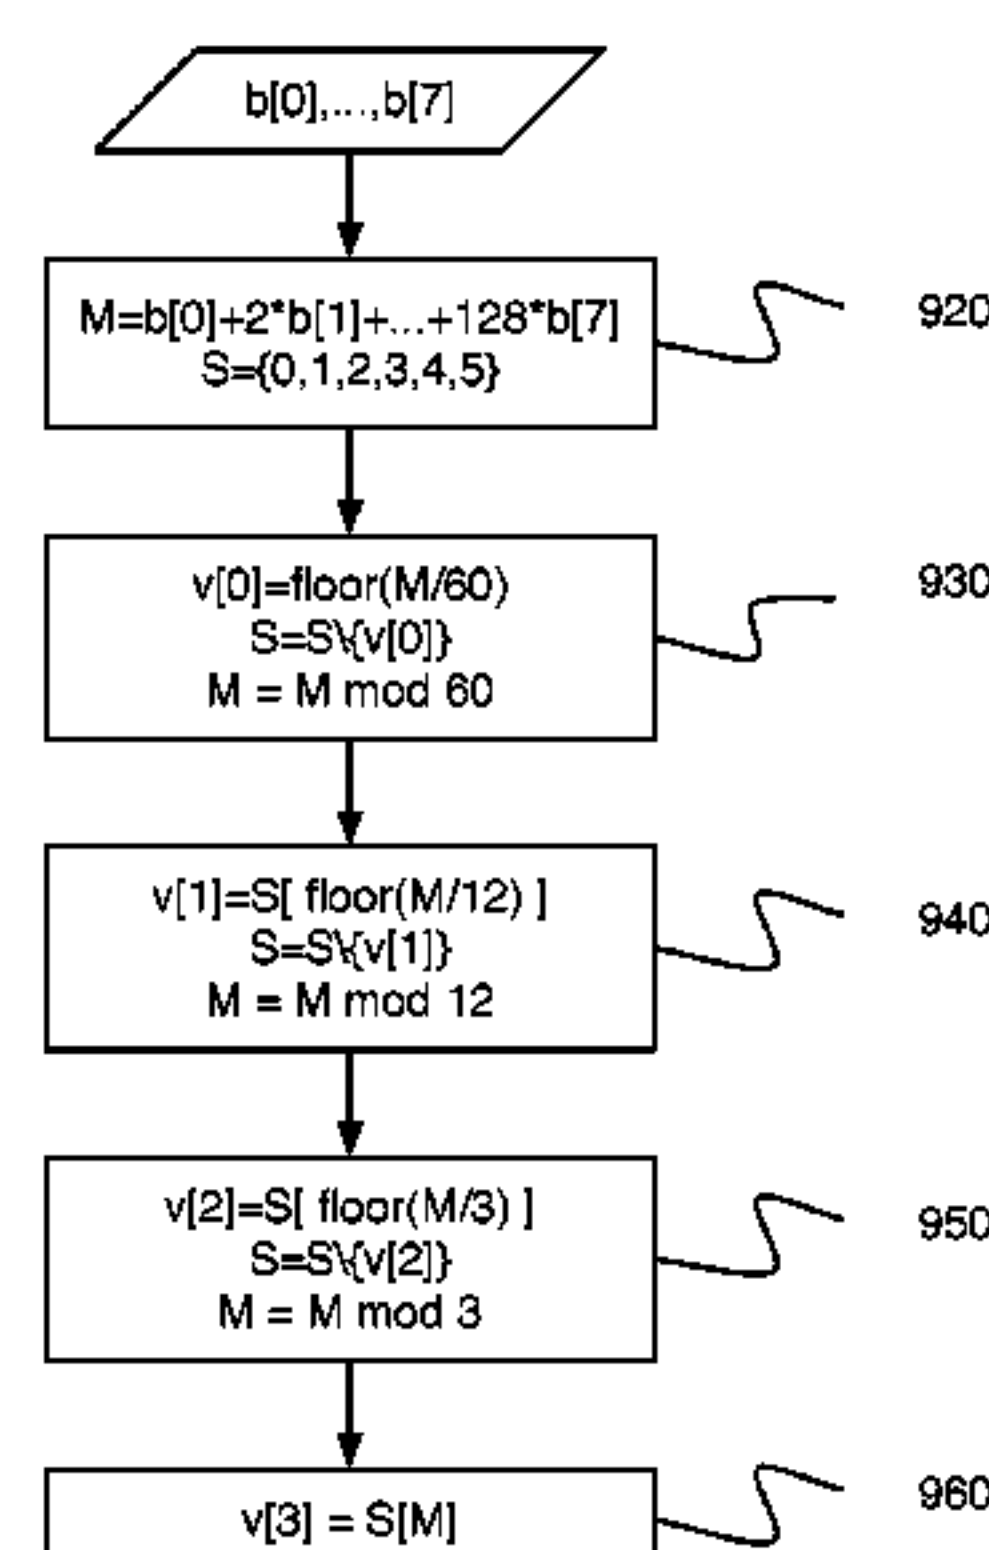 b[0],...,b[7]
M=b[0]+2*b[1]+...+128*b[7]
S={0,1,2,3,4,5}
920
v[0]=floor(M/60)
S=S\{v[0]}
M = M mod 60
930
v[1]=S[ floor(M/12) ]
S=S\{v[1]}
M = M mod 12
940
v[2]=S[ floor(M/3) ]
S=S\{v[2]}
M = M mod 3
950
v[3] = S[M]
960